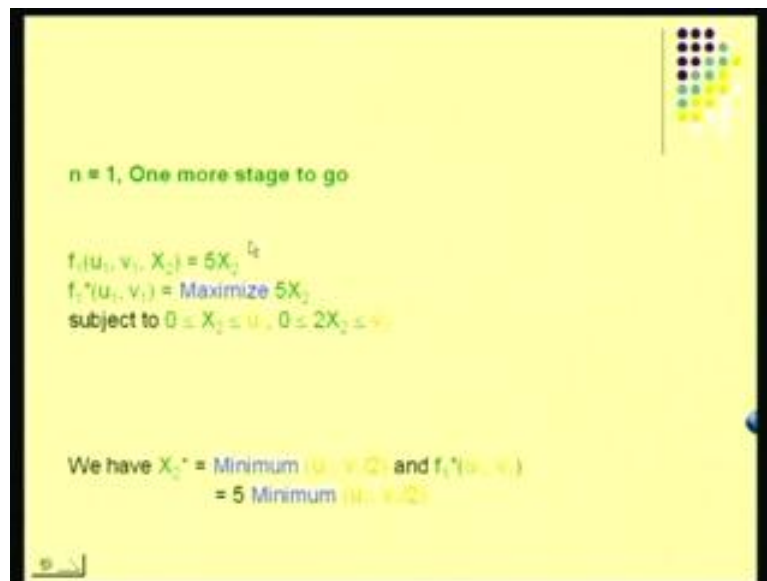 n = 1, One more stage to go
f₁(u₁, v₁, X₂) = 5X₂
f₁*(u₁, v₁) = Maximize 5X₂
subject to 0 ≤ X₂ ≤ u₁, 0 ≤ 2X₂ ≤ v₁
We have X₂* = Minimum (u₁, v₁/2) and f₁*(u₁, v₁)
= 5 Minimum (u₁, v₁/2)